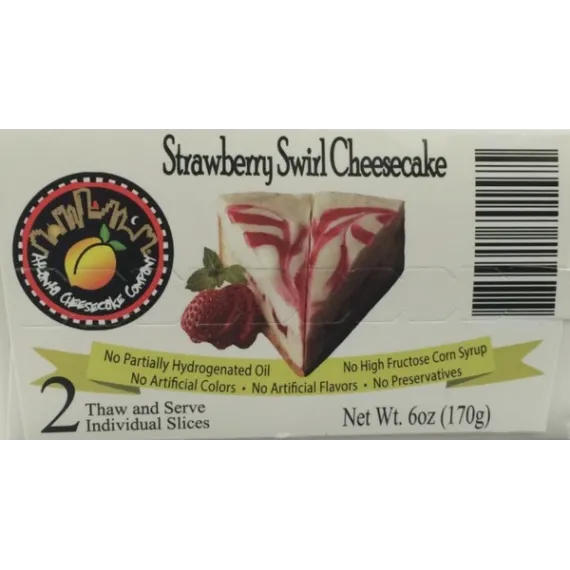 Strawberry Swirl Cheesecake
ATLANTA CHEESECAKE COMPANY
No Partially Hydrogenated Oil
No High Fructose Corn Syrup
No Artificial Colors • No Artificial Flavors • No Preservatives
2 Thaw and Serve
Individual Slices
Net Wt. 6oz (170g)